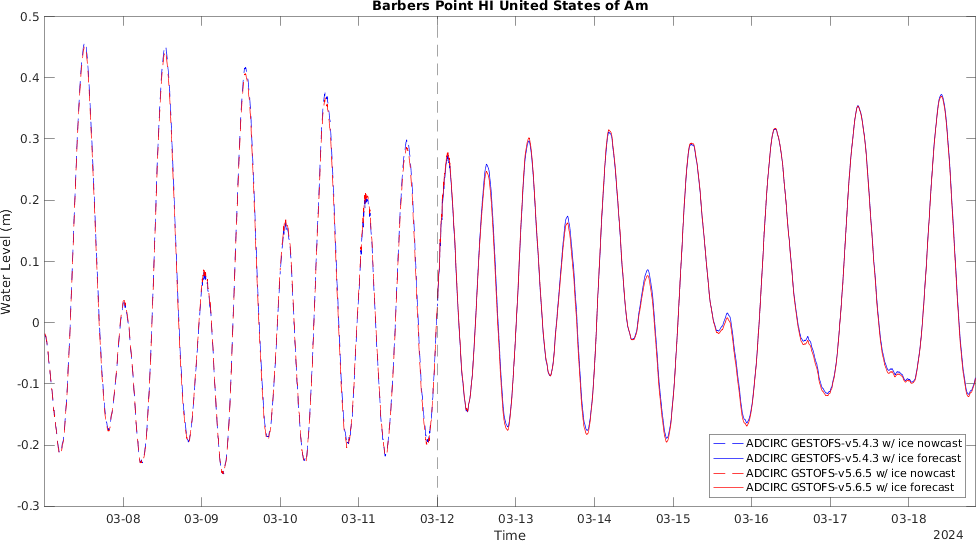 Barbers Point HI United States of Am
Water Level (m)
0.5
0.4
0.3
0.2
0.1
0
-0.1
-0.2
-0.3
ADCIRC GESTOFS-v5.4.3 w/ ice nowcast
ADCIRC GESTOFS-v5.4.3 w/ ice forecast
ADCIRC GSTOFS-v5.6.5 w/ ice nowcast
ADCIRC GSTOFS-v5.6.5 w/ ice forecast
03-08 03-09 03-10 03-11 03-12 03-13 03-14 03-15 03-16 03-17 03-18
Time
2024